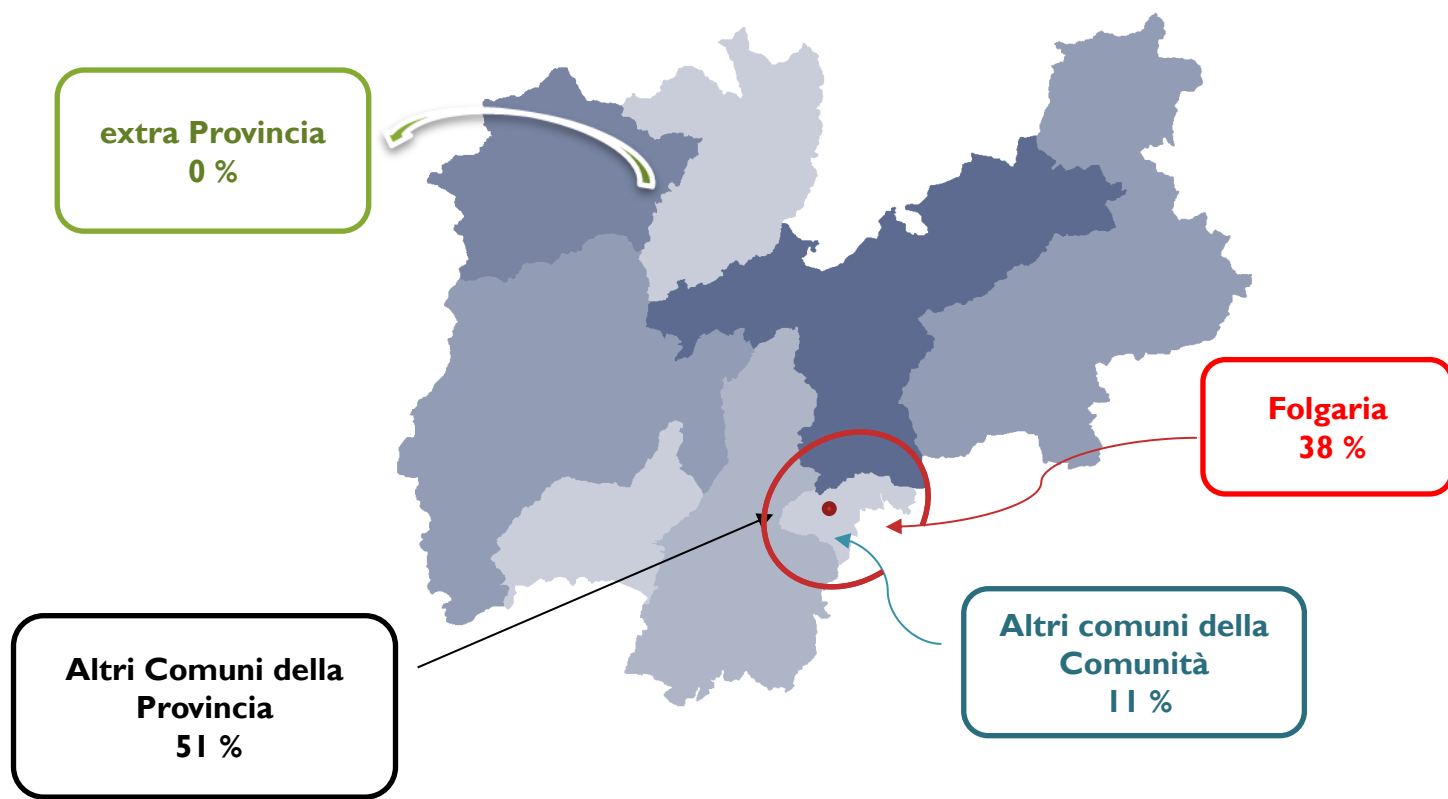 extra Provincia
0 %
Folgaria
38 %
Altri comuni della
Comunità
11 %
Altri Comuni della
Provincia
51 %